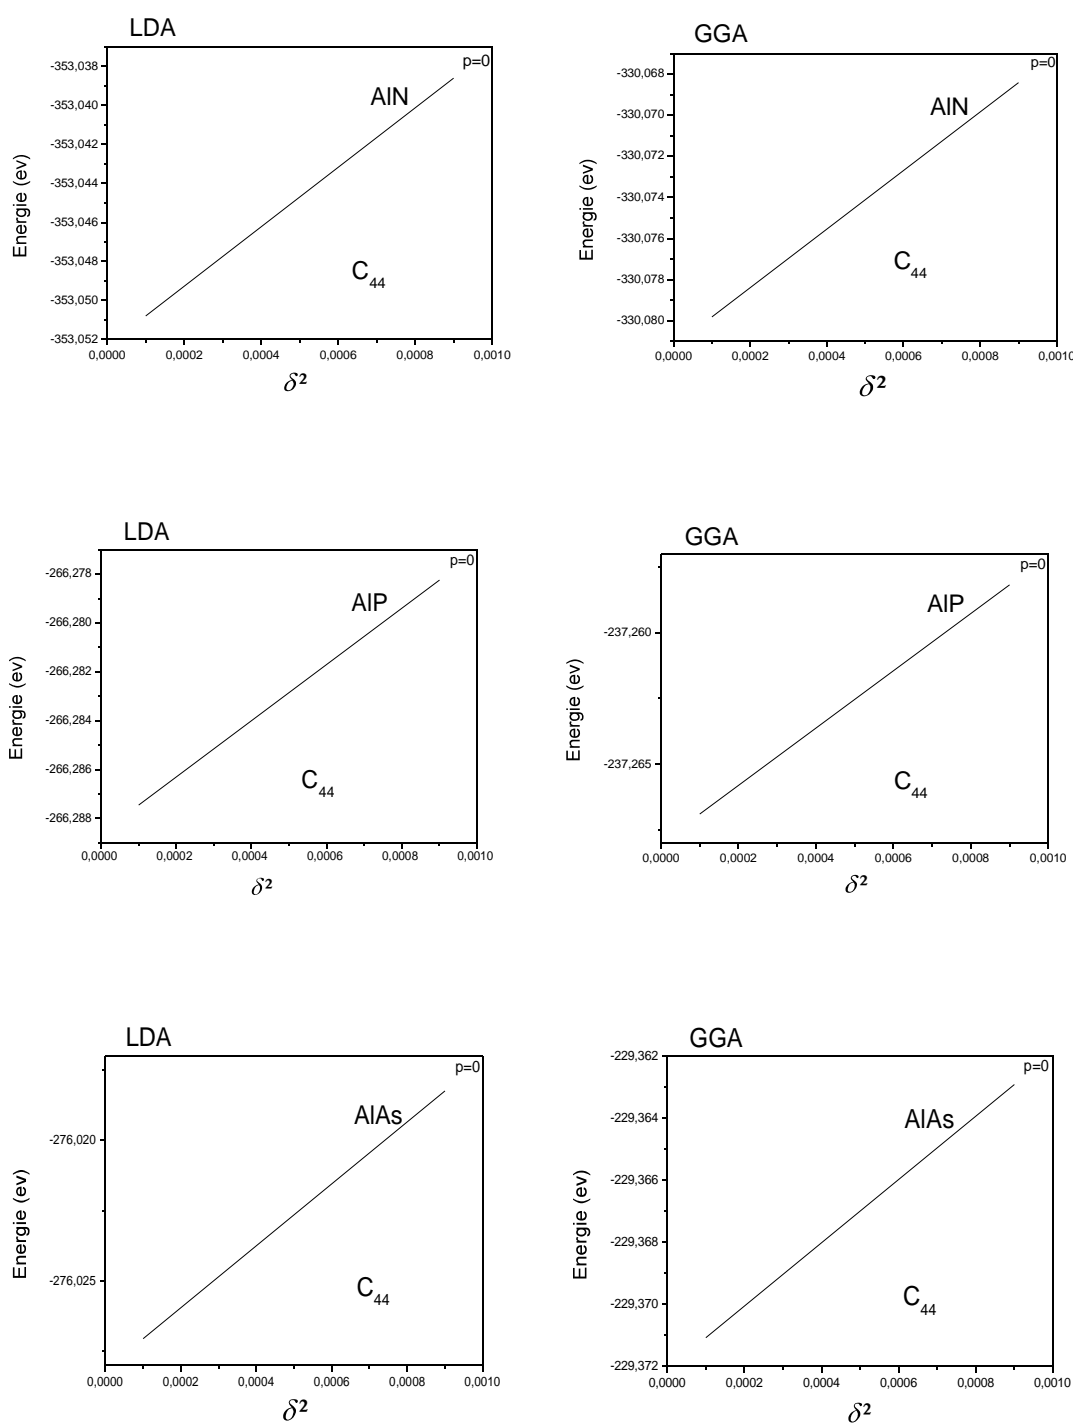 LDA
p=0
AlN
C44
Energie (ev)
-353,038
-353,040
-353,042
-353,044
-353,046
-353,048
-353,050
-353,052
0,0000 0,0002 0,0004 0,0006 0,0008 0,0010
δ²
GGA
p=0
AlN
C44
Energie (ev)
-330,068
-330,070
-330,072
-330,074
-330,076
-330,078
-330,080
0,0000 0,0002 0,0004 0,0006 0,0008 0,0010
δ²
LDA
p=0
AlP
C44
Energie (ev)
-266,278
-266,280
-266,282
-266,284
-266,286
-266,288
0,0000 0,0002 0,0004 0,0006 0,0008 0,0010
δ²
GGA
p=0
AlP
C44
Energie (ev)
-237,260
-237,265
0,0000 0,0002 0,0004 0,0006 0,0008 0,0010
δ²
LDA
p=0
AlAs
C44
Energie (ev)
-276,020
-276,025
0,0000 0,0002 0,0004 0,0006 0,0008 0,0010
δ²
GGA
p=0
AlAs
C44
Energie (ev)
-229,362
-229,364
-229,366
-229,368
-229,370
-229,372
0,0000 0,0002 0,0004 0,0006 0,0008 0,0010
δ²